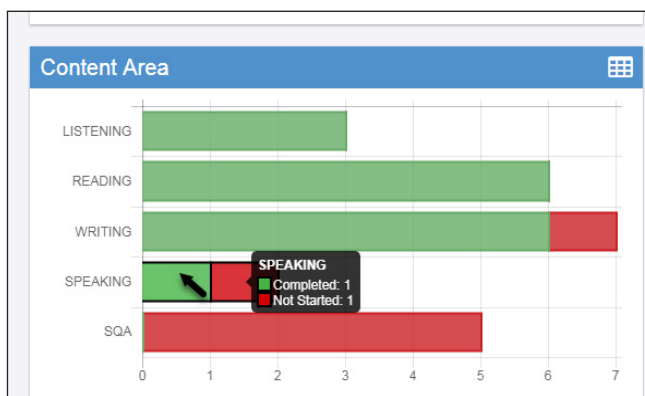 Content Area
LISTENING
READING
WRITING
SPEAKING
SPEAKING
Completed: 1
Not Started: 1
SQA
0 1 2 3 4 5 6 7